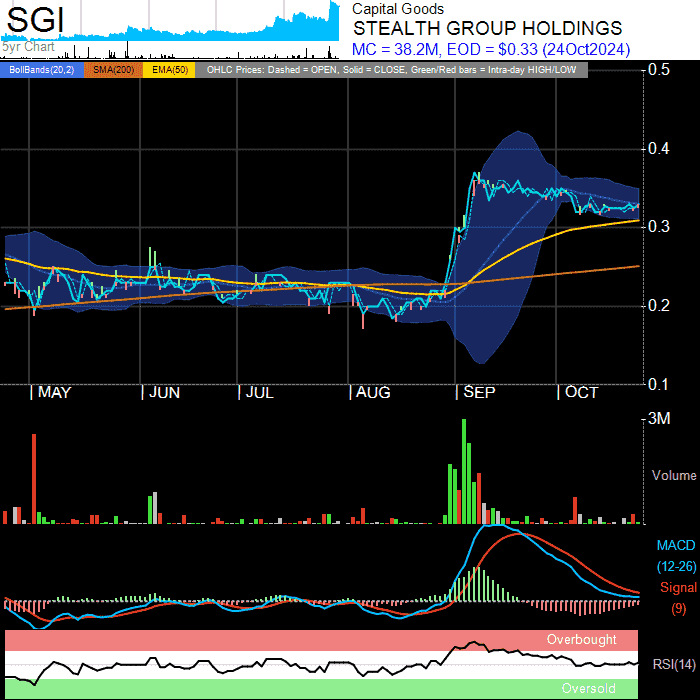 SGI
5yr Chart
Capital Goods
STEALTH GROUP HOLDINGS
MC = 38.2M, EOD = $0.33 (24Oct2024)
BollBands(20,2) SMA(200) EMA(50) OHLC Prices: Dashed = OPEN, Solid = CLOSE, Green/Red bars = Intra-day HIGH/LOW
0.5
0.4
0.3
0.2
0.1
| MAY | JUN | JUL | AUG | SEP | OCT
3M
Volume
MACD
(12-26)
Signal
(9)
Overbought
RSI(14)
Oversold